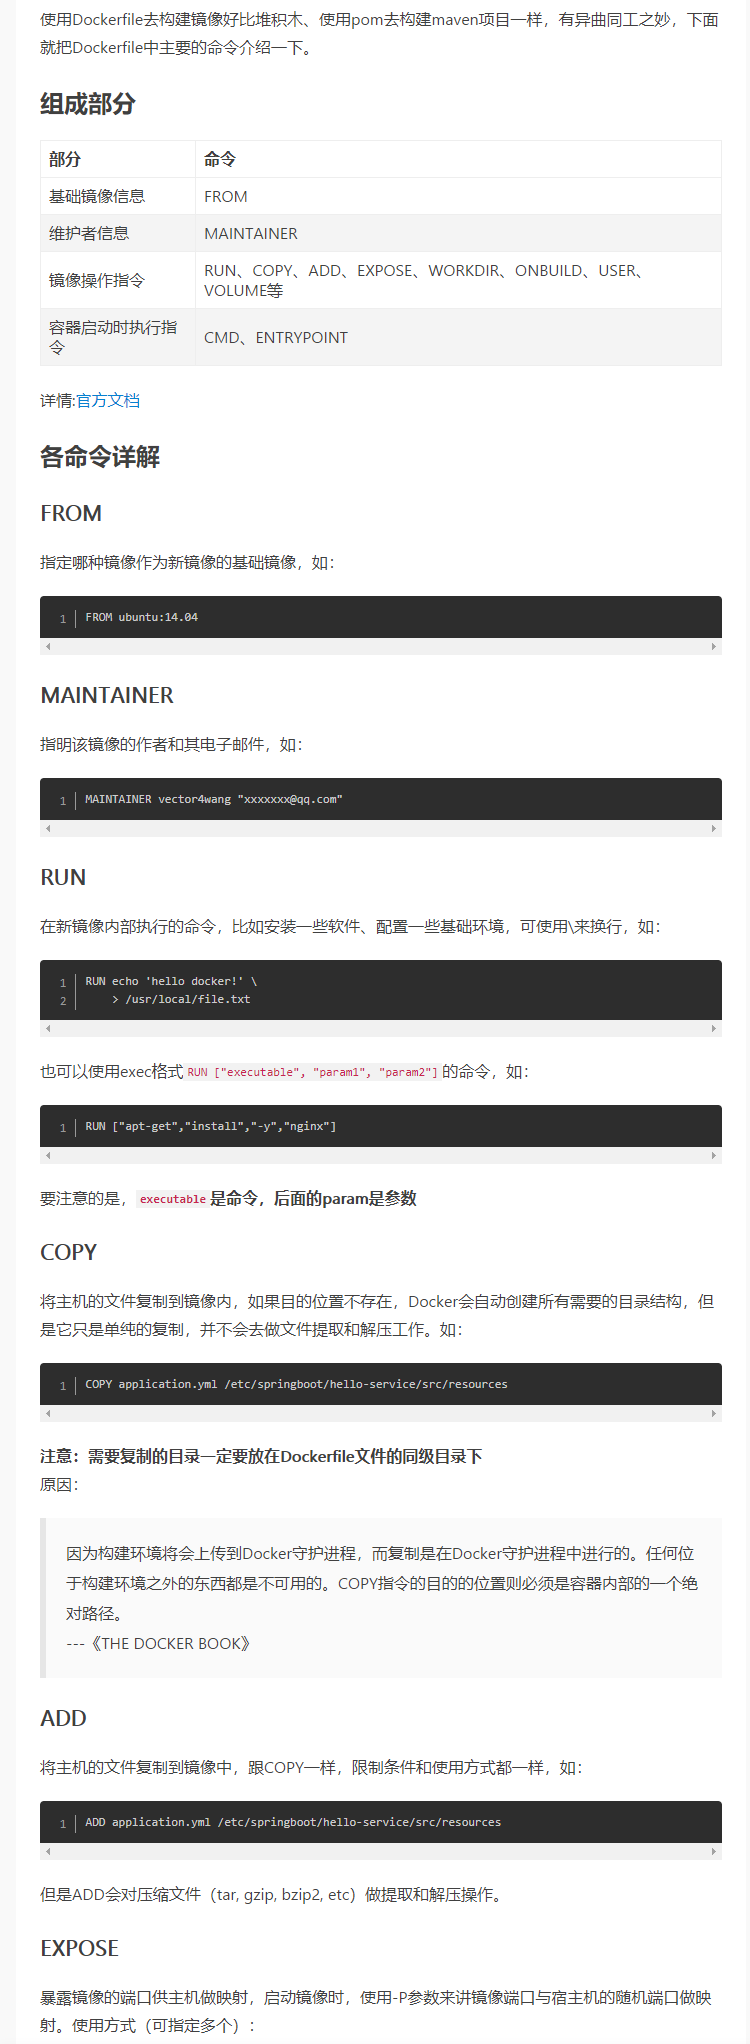 使用Dockerfile去构建镜像好比堆积木、使用pom去构建maven项目一样，有异曲同工之妙，下面
就把Dockerfile中主要的命令介绍一下。
组成部分
部分 命令
基础镜像信息 FROM
维护者信息 MAINTAINER
镜像操作指令 RUN、COPY、ADD、EXPOSE、WORKDIR、ONBUILD、USER、
VOLUME等
容器启动时执行指
令 CMD、ENTRYPOINT
详情:官方文档
各命令详解
FROM
指定哪种镜像作为新镜像的基础镜像，如：
1 FROM ubuntu:14.04
MAINTAINER
指明该镜像的作者和其电子邮件，如：
1 MAINTAINER vector4wang "xxxxxxx@qq.com"
RUN
在新镜像内部执行的命令，比如安装一些软件、配置一些基础环境，可使用\来换行，如：
1 RUN echo 'hello docker!' \
2 > /usr/local/file.txt
也可以使用exec格式 RUN ["executable", "param1", "param2"] 的命令，如：
1 RUN ["apt-get","install","-y","nginx"]
要注意的是，executable 是命令，后面的param是参数
COPY
将主机的文件复制到镜像内，如果目的位置不存在，Docker会自动创建所有需要的目录结构，但
是它只是单纯的复制，并不会去做文件提取和解压工作。如：
1 COPY application.yml /etc/springboot/hello-service/src/resources
注意：需要复制的目录一定要放在Dockerfile文件的同级目录下
原因：
因为构建环境将会上传到Docker守护进程，而复制是在Docker守护进程中进行的。任何位
于构建环境之外的东西都是不可用的。COPY指令的目的的位置则必须是容器内部的一个绝
对路径。
---《THE DOCKER BOOK》
ADD
将主机的文件复制到镜像中，跟COPY一样，限制条件和使用方式都一样，如：
1 ADD application.yml /etc/springboot/hello-service/src/resources
但是ADD会对压缩文件（tar, gzip, bzip2, etc）做提取和解压操作。
EXPOSE
暴露镜像的端口供主机做映射，启动镜像时，使用-P参数来讲镜像端口与宿主机的随机端口做映
射。使用方式（可指定多个）：